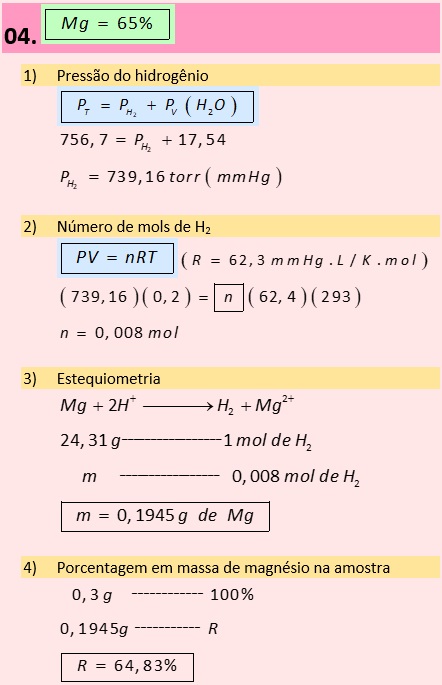 04. Mg = 65%
1) Pressão do hidrogênio
P_T = P_H₂ + P_V ( H₂O )
756,7 = P_H₂ + 17,54
P_H₂ = 739,16 torr ( mmHg )
2) Número de mols de H₂
PV = nRT ( R = 62,3 mmHg . L / K . mol )
( 739,16 ) ( 0,2 ) = n ( 62,4 ) ( 293 )
n = 0,008 mol
3) Estequiometria
Mg + 2H⁺ ⟶ H₂ + Mg²⁺
24,31 g------------------1 mol de H₂
m ------------------ 0,008 mol de H₂
m = 0,1945 g de Mg
4) Porcentagem em massa de magnésio na amostra
0,3 g ------------ 100%
0,1945g ----------- R
R = 64,83%